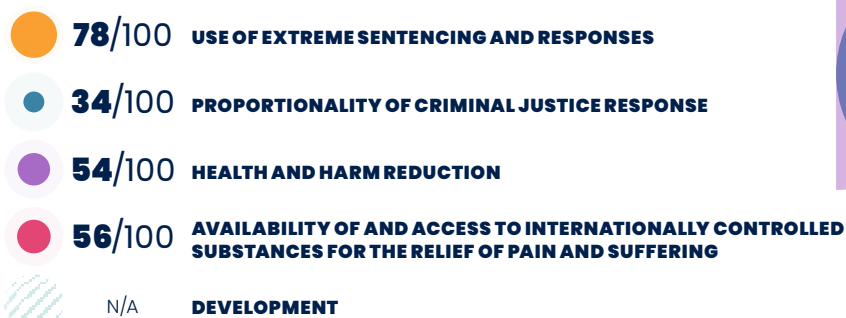 78/100 USE OF EXTREME SENTENCING AND RESPONSES
34/100 PROPORTIONALITY OF CRIMINAL JUSTICE RESPONSE
54/100 HEALTH AND HARM REDUCTION
56/100 AVAILABILITY OF AND ACCESS TO INTERNATIONALLY CONTROLLED
SUBSTANCES FOR THE RELIEF OF PAIN AND SUFFERING
N/A DEVELOPMENT